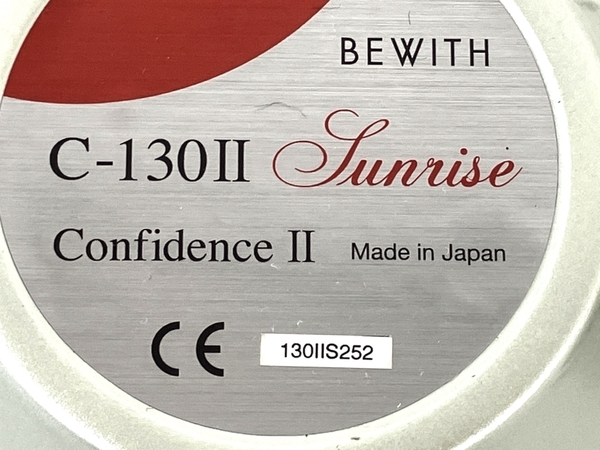 BEWITH
C-130II Sunrise
Confidence II Made in Japan
CE 130IIS252